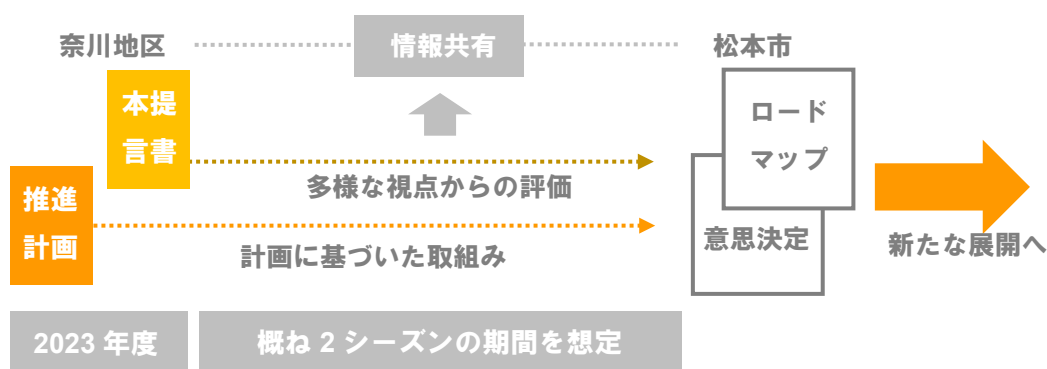 奈川地区
情報共有
松本市
本提
言書
ロード
マップ
多様な視点からの評価
推進
計画
計画に基づいた取組み
意思決定
新たな展開へ
2023 年度
概ね 2 シーズンの期間を想定